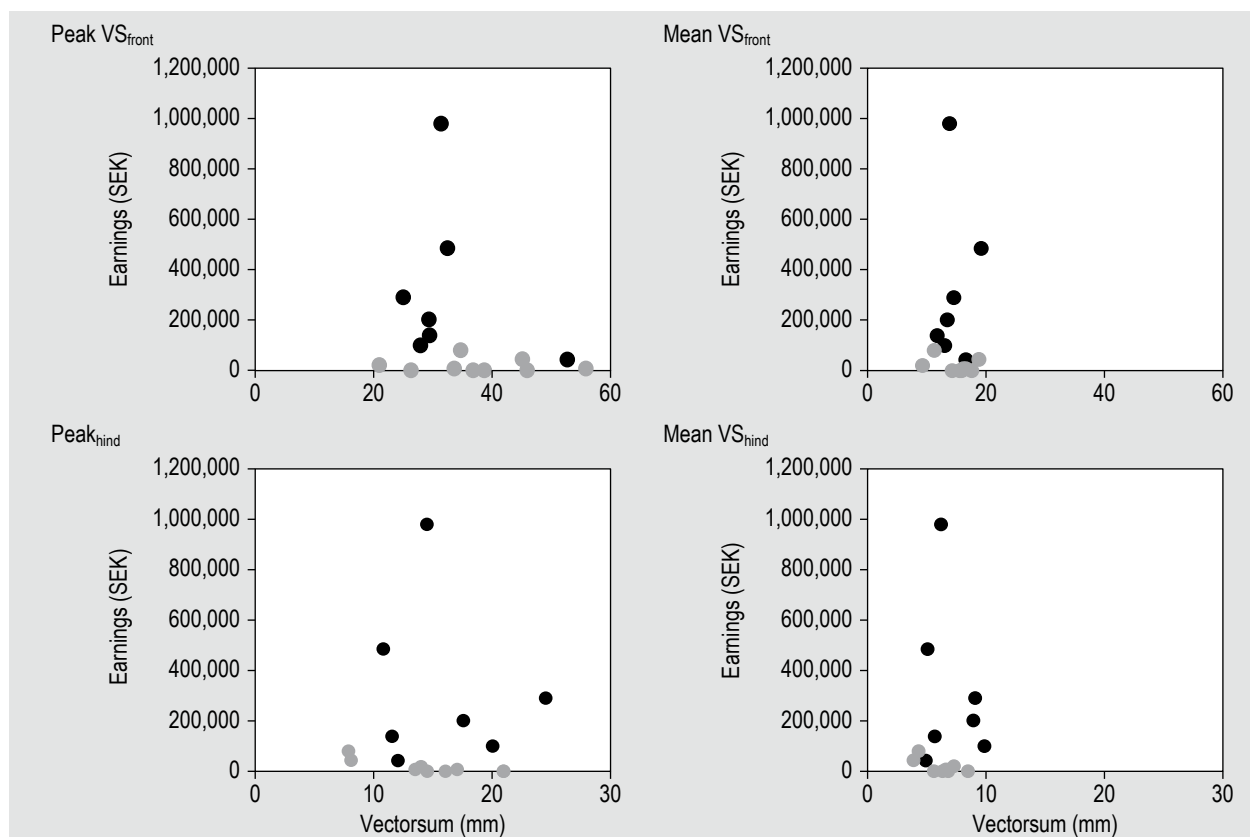 Peak VSfront
Earnings (SEK)
1,200,000
1,000,000
800,000
600,000
400,000
200,000
0
0 20 40 60
Mean VSfront
Earnings (SEK)
1,200,000
1,000,000
800,000
600,000
400,000
200,000
0
0 20 40 60
Peakhind
Earnings (SEK)
1,200,000
1,000,000
800,000
600,000
400,000
200,000
0
0 10 20 30
Vectorsum (mm)
Mean VShind
Earnings (SEK)
1,200,000
1,000,000
800,000
600,000
400,000
200,000
0
0 10 20 30
Vectorsum (mm)